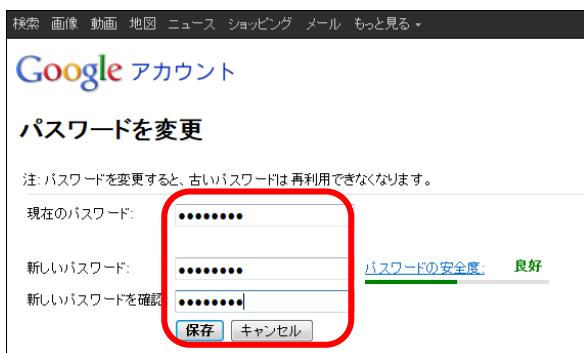 検索 画像 動画 地図 ニュース ショッピング メール もっと見る
Google アカウント
パスワードを変更
注: パスワードを変更すると、古いパスワードは再利用できなくなります。
現在のパスワード: ●●●●●●●●
新しいパスワード: ●●●●●●●● パスワードの安全度: 良好
新しいパスワードを確認 ●●●●●●●●
保存 キャンセル